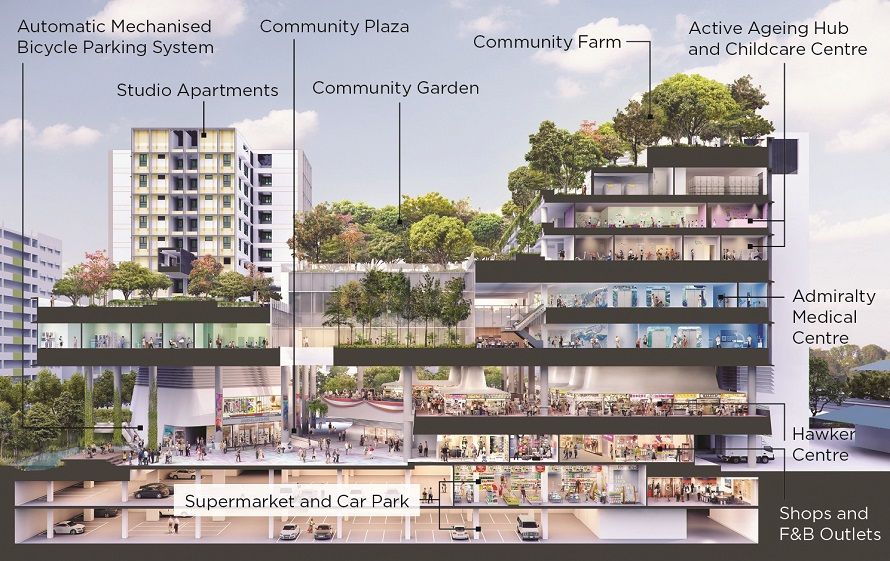 Automatic Mechanised
Bicycle Parking System
Community Plaza
Community Farm
Active Ageing Hub
and Childcare Centre
Studio Apartments
Community Garden
Admiralty
Medical
Centre
Hawker
Centre
Supermarket and Car Park
Shops and
F&B Outlets